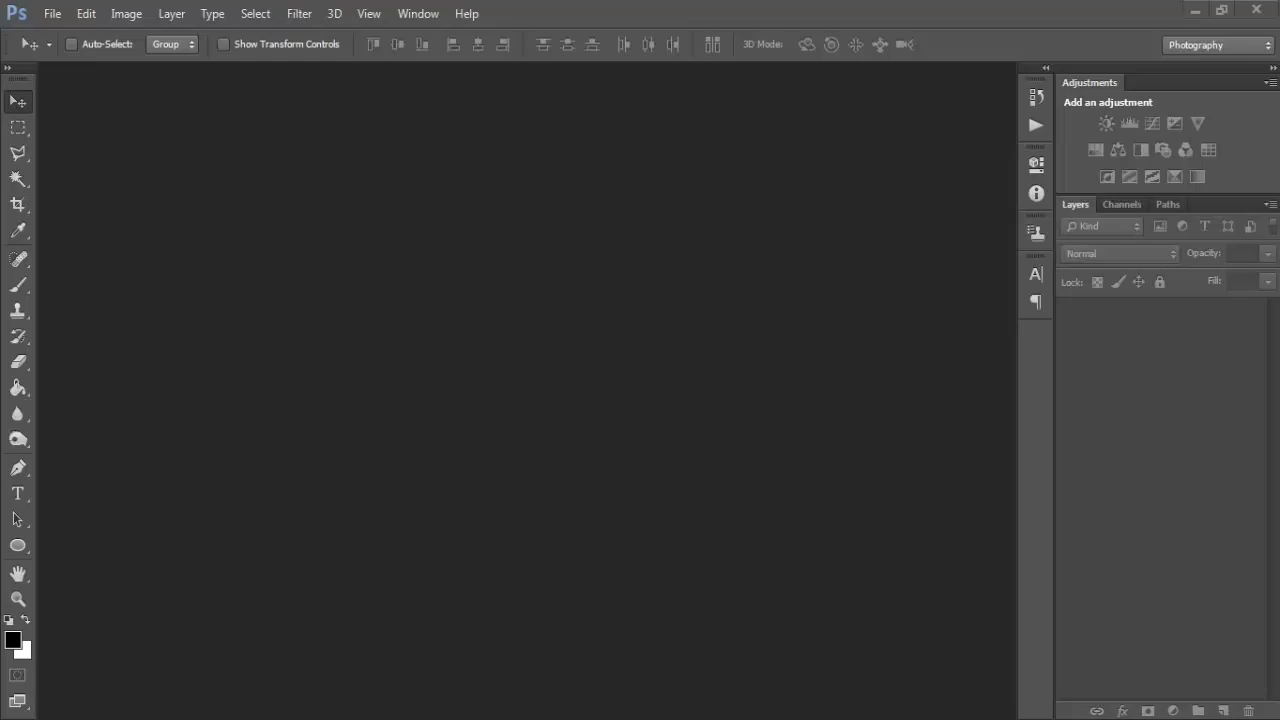 Ps File Edit Image Layer Type Select Filter 3D View Window Help
Auto-Select: Group Show Transform Controls 3D Mode: Photography
Adjustments
Add an adjustment
Layers Channels Paths
Kind
Normal Opacity:
Lock: Fill: